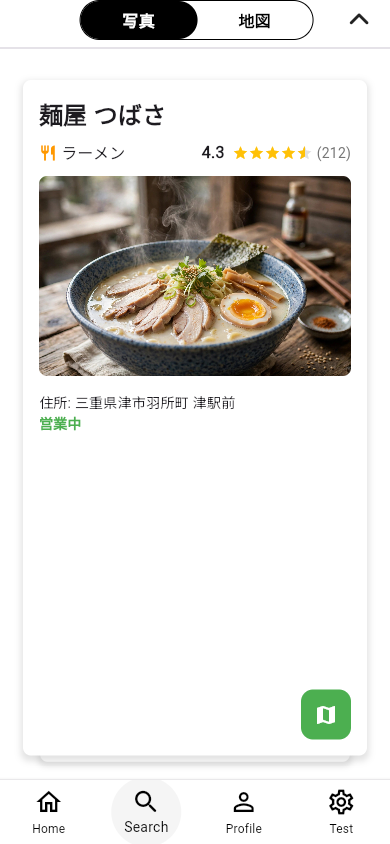 写真 地図
麺屋 つばさ
ラーメン 4.3 (212)
住所: 三重県津市羽所町 津駅前
営業中
Home Search Profile Test